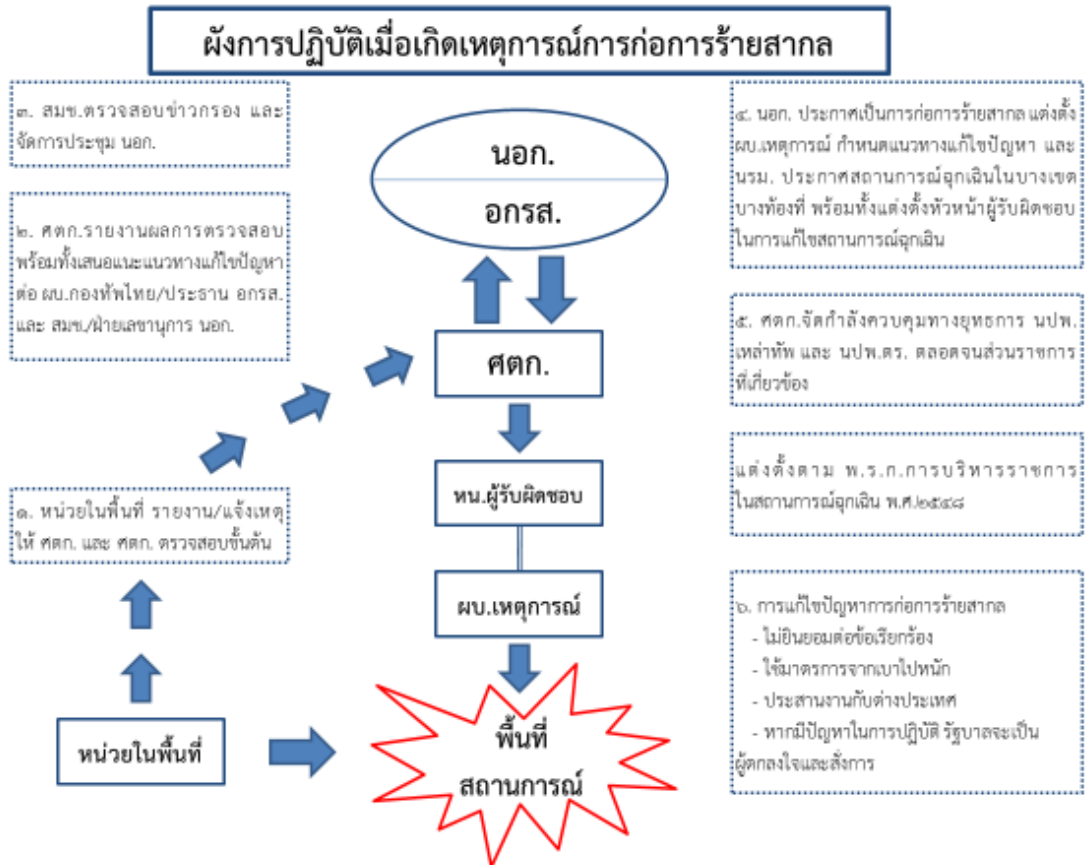 ผังการปฏิบัติเมื่อเกิดเหตุการณ์การก่อการร้ายสากล
๓. สมช.ตรวจสอบข่าวกรอง และ
จัดการประชุม นอก.
๒. ศตก.รายงานผลการตรวจสอบ
พร้อมทั้งเสนอแนะแนวทางแก้ไขปัญหา
ต่อ ผบ.กองทัพไทย/ประธาน อกรส.
และ สมช./ฝ่ายเลขานุการ นอก.
๑. หน่วยในพื้นที่ รายงาน/แจ้งเหตุ
ให้ ศตก. และ ศตก. ตรวจสอบขั้นต้น
หน่วยในพื้นที่
นอก.
อกรส.
ศตก.
หน.ผู้รับผิดชอบ
ผบ.เหตุการณ์
พื้นที่
สถานการณ์
๔. นอก. ประกาศเป็นการก่อการร้ายสากล แต่งตั้ง
ผบ.เหตุการณ์ กำหนดแนวทางแก้ไขปัญหา และ
นรม. ประกาศสถานการณ์ฉุกเฉินในบางเขต
บางท้องที่ พร้อมทั้งแต่งตั้งหัวหน้าผู้รับผิดชอบ
ในการแก้ไขสถานการณ์ฉุกเฉิน
๕. ศตก.จัดกำลังควบคุมทางยุทธการ นปพ.
เหล่าทัพ และ นปพ.ตร. ตลอดจนส่วนราชการ
ที่เกี่ยวข้อง
แต่งตั้งตาม พ.ร.ก.การบริหารราชการ
ในสถานการณ์ฉุกเฉิน พ.ศ.๒๕๔๘
๖. การแก้ไขปัญหาการก่อการร้ายสากล
- ไม่ยินยอมต่อข้อเรียกร้อง
- ใช้มาตรการจากเบาไปหนัก
- ประสานงานกับต่างประเทศ
- หากมีปัญหาในการปฏิบัติ รัฐบาลจะเป็น
ผู้ตกลงใจและสั่งการ